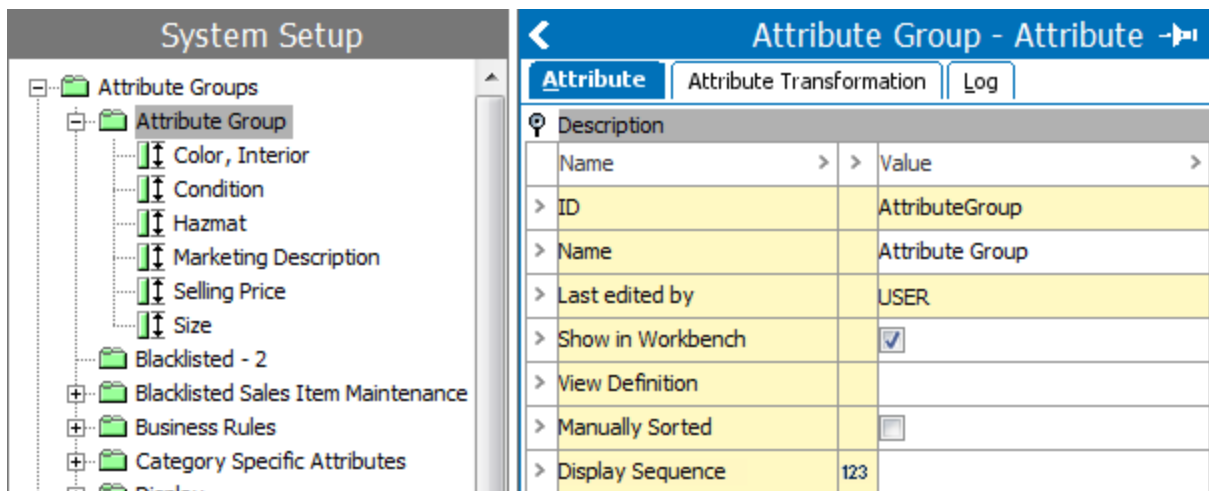 System Setup
Attribute Groups
Attribute Group
Color, Interior
Condition
Hazmat
Marketing Description
Selling Price
Size
Blacklisted - 2
Blacklisted Sales Item Maintenance
Business Rules
Category Specific Attributes
Attribute Group - Attribute
Attribute Attribute Transformation Log
Description
Name > > Value >
> ID AttributeGroup
> Name Attribute Group
> Last edited by USER
> Show in Workbench
> View Definition
> Manually Sorted
> Display Sequence 123